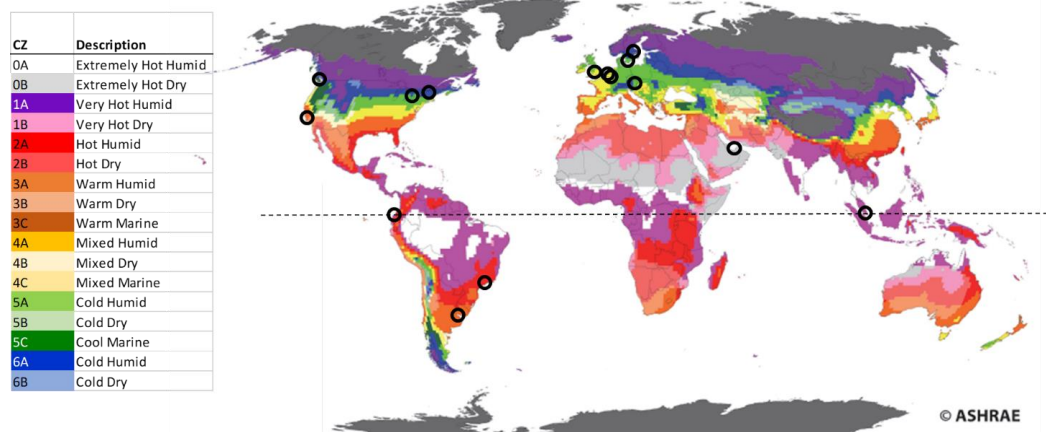 CZ Description
0A Extremely Hot Humid
0B Extremely Hot Dry
1A Very Hot Humid
1B Very Hot Dry
2A Hot Humid
2B Hot Dry
3A Warm Humid
3B Warm Dry
3C Warm Marine
4A Mixed Humid
4B Mixed Dry
4C Mixed Marine
5A Cold Humid
5B Cold Dry
5C Cool Marine
6A Cold Humid
6B Cold Dry
© ASHRAE